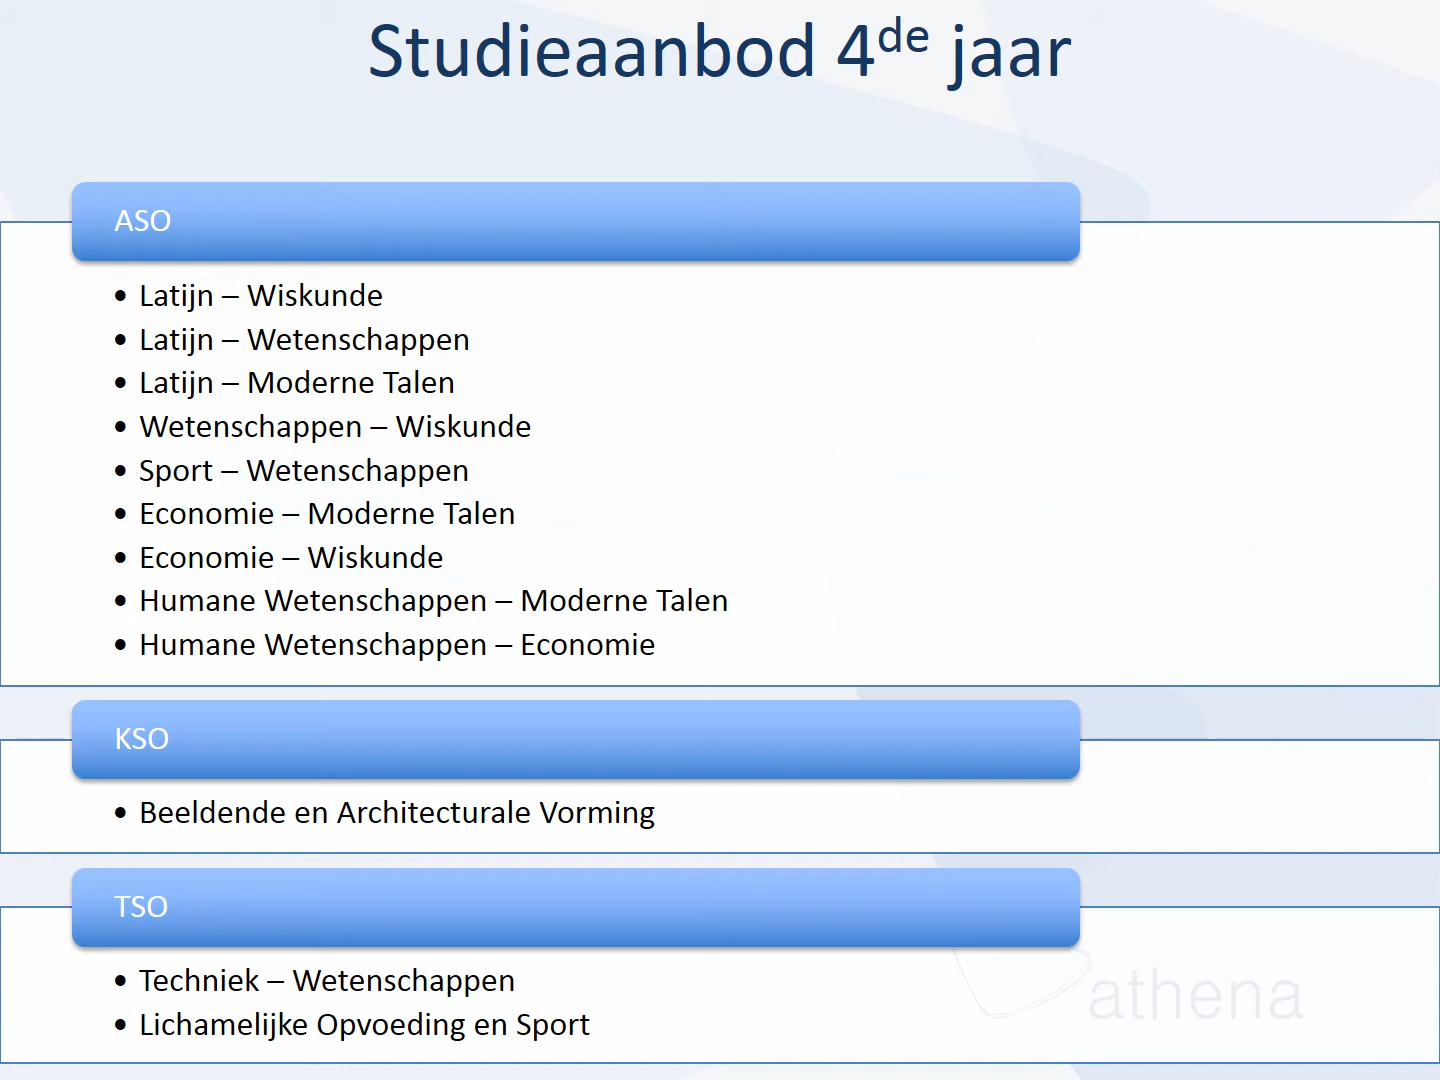 Studieaanbod 4de jaar
ASO
• Latijn – Wiskunde
• Latijn – Wetenschappen
• Latijn – Moderne Talen
• Wetenschappen – Wiskunde
• Sport – Wetenschappen
• Economie – Moderne Talen
• Economie – Wiskunde
• Humane Wetenschappen – Moderne Talen
• Humane Wetenschappen – Economie
KSO
• Beeldende en Architecturale Vorming
TSO
• Techniek – Wetenschappen
• Lichamelijke Opvoeding en Sport
athena